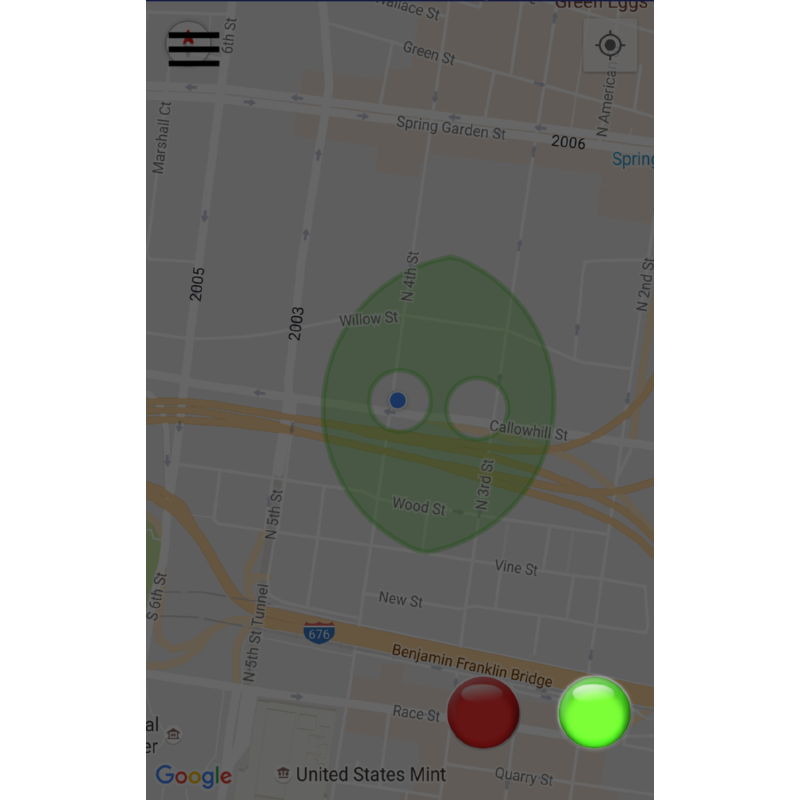 Wallace St
Green Eggs
6th St
Green St
N American
Marshall Ct
Spring Garden St
2006
Spring
2005
N 4th St
N 2nd St
2003
Willow St
Callowhill St
N 3rd St
N 5th St
Wood St
Vine St
S 6th St
New St
N 5th St Tunnel
676
Benjamin Franklin Bridge
Race St
al
er
Google
United States Mint
Quarry St